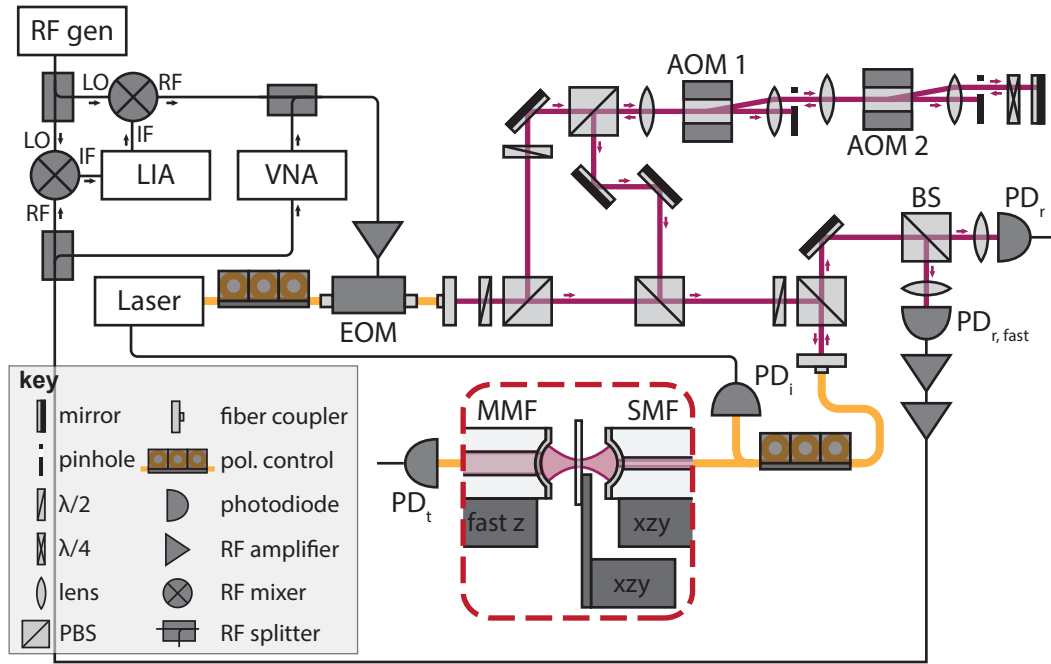 RF gen
LO
RF
IF
LO
IF
RF
LIA
VNA
AOM 1
AOM 2
BS
PD r
Laser
EOM
PD r, fast
PD i
MMF
SMF
PD t
fast z
xzy
xzy
key
mirror
fiber coupler
pinhole
pol. control
λ/2
photodiode
λ/4
RF amplifier
lens
RF mixer
PBS
RF splitter